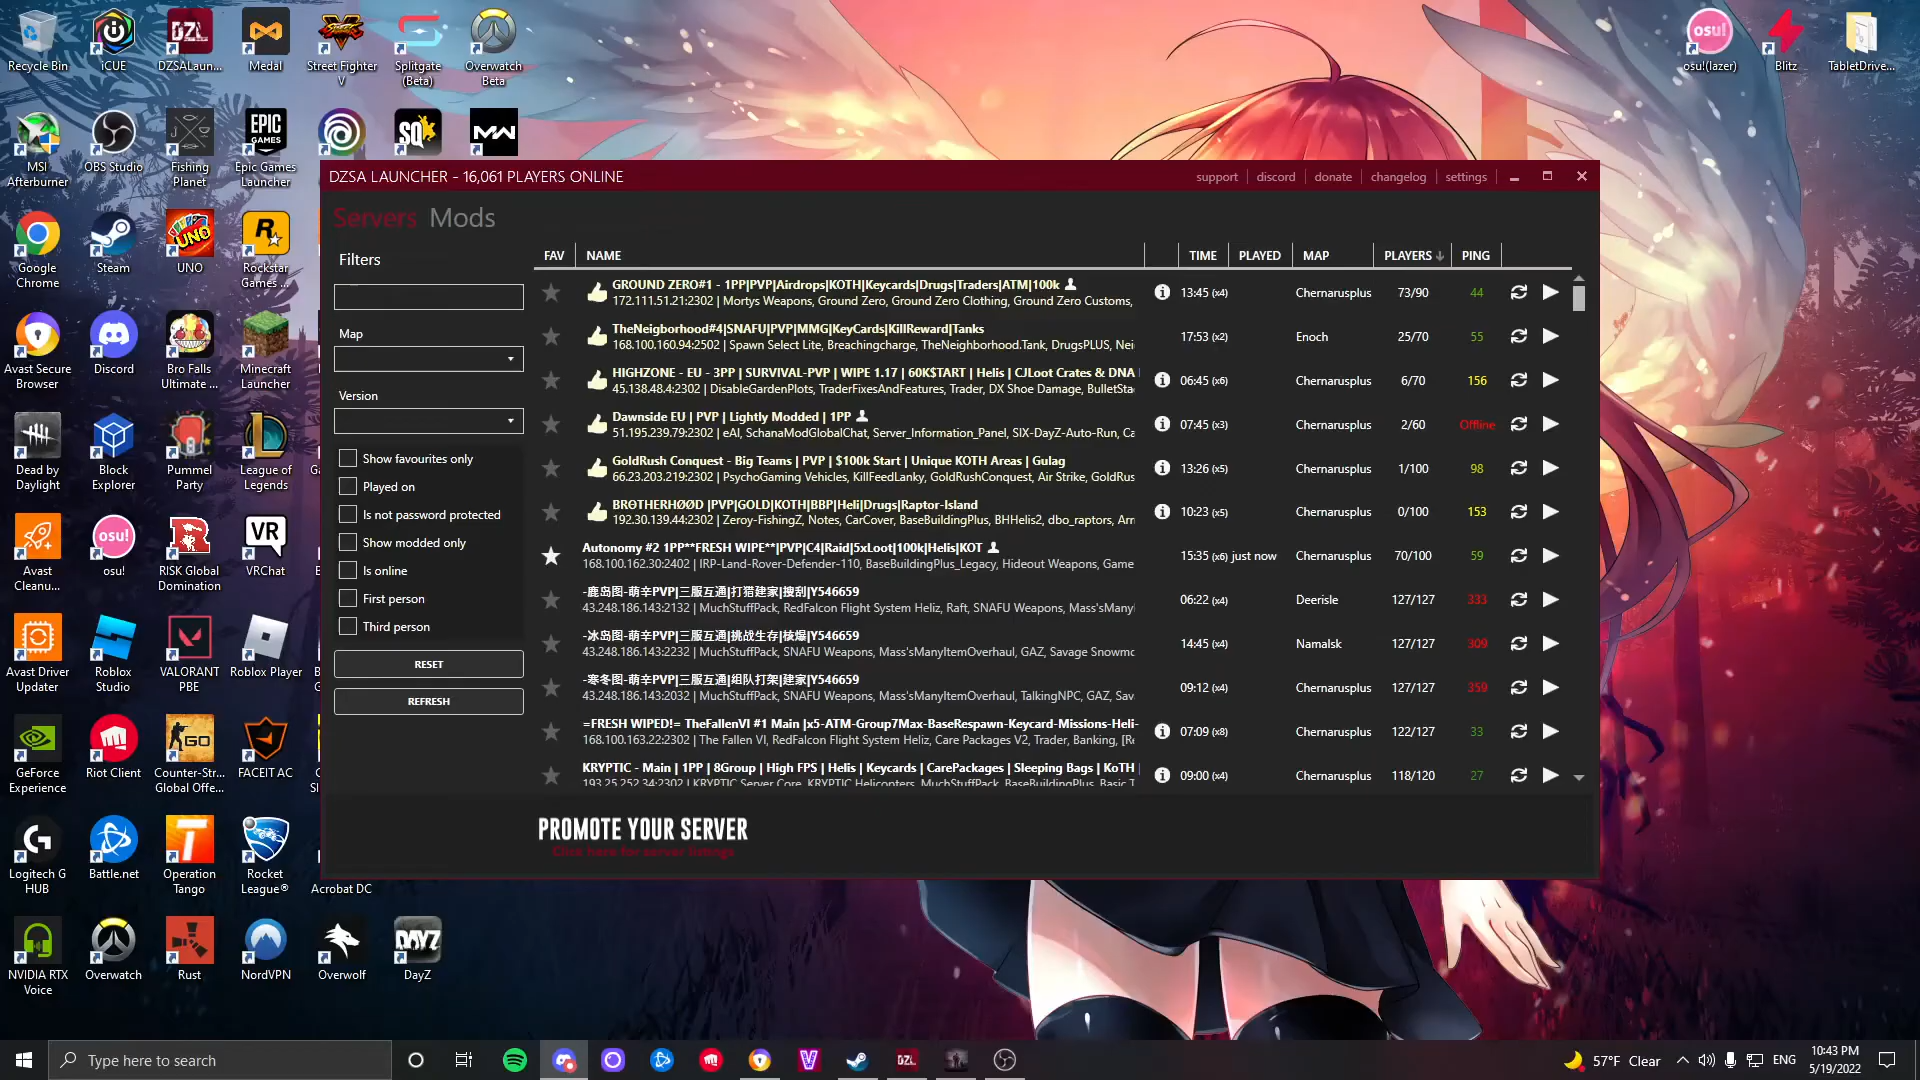 Recycle Bin
iCUE
DZSALaun...
Medal
Street Fighter V
Splitgate (Beta)
Overwatch Beta
osu!(lazer)
Blitz
TabletDrive...
MSI Afterburner
OBS Studio
Fishing Planet
Epic Games Launcher
Google Chrome
Steam
UNO
Rockstar Games ...
Avast Secure Browser
Discord
Bro Falls Ultimate ...
Minecraft Launcher
Dead by Daylight
Block Explorer
Pummel Party
League of Legends
Avast Cleanu...
osu!
RISK Global Domination
VRChat
Avast Driver Updater
Roblox Studio
VALORANT PBE
Roblox Player
GeForce Experience
Riot Client
Counter-Str... Global Offe...
FACEIT AC
Logitech G HUB
Battle.net
Operation Tango
Rocket League®
Acrobat DC
NVIDIA RTX Voice
Overwatch
Rust
NordVPN
Overwolf
DayZ
DZSA LAUNCHER - 16,061 PLAYERS ONLINE
support discord donate changelog settings
Servers Mods
Filters
Map
Version
Show favourites only
Played on
Is not password protected
Show modded only
Is online
First person
Third person
RESET
REFRESH
FAV NAME TIME PLAYED MAP PLAYERS PING
GROUND ZERO#1 - 1PP|PVP|Airdrops|KOTH|Keycards|Drugs|Traders|ATM|100k
172.111.51.21:2302 | Mortys Weapons, Ground Zero, Ground Zero Clothing, Ground Zero Customs,
13:45 (x4) Chernarusplus 73/90 44
TheNeigborhood#4|SNAFU|PVP|MMG|KeyCards|KillReward|Tanks
168.100.160.94:2502 | Spawn Select Lite, Breachingcharge, TheNeighborhood.Tank, DrugsPLUS, Nei
17:53 (x2) Enoch 25/70 55
HIGHZONE - EU - 3PP | SURVIVAL-PVP | WIPE 1.17 | 60K$TART | Helis | CJLoot Crates & DNA
45.138.48.4:2302 | DisableGardenPlots, TraderFixesAndFeatures, Trader, DX Shoe Damage, BulletSta
06:45 (x6) Chernarusplus 6/70 156
Dawnside EU | PVP | Lightly Modded | 1PP
51.195.239.79:2302 | eAI, SchanaModGlobalChat, Server_Information_Panel, SIX-DayZ-Auto-Run, Ca
07:45 (x3) Chernarusplus 2/60 Offline
GoldRush Conquest - Big Teams | PVP | $100k Start | Unique KOTH Areas | Gulag
66.23.203.219:2302 | PsychoGaming Vehicles, KillFeedLanky, GoldRushConquest, Air Strike, GoldRus
13:26 (x5) Chernarusplus 1/100 98
BRΘTHERHØØD |PVP|GOLD|KOTH|BBP|Heli|Drugs|Raptor-Island
192.30.139.44:2302 | Zeroy-FishingZ, Notes, CarCover, BaseBuildingPlus, BHHelis2, dbo_raptors, Arn
10:23 (x5) Chernarusplus 0/100 153
Autonomy #2 1PP**FRESH WIPE**|PVP|C4|Raid|5xLoot|100k|Helis|KOT
168.100.162.30:2402 | IRP-Land-Rover-Defender-110, BaseBuildingPlus_Legacy, Hideout Weapons, Game
15:35 (x6) just now Chernarusplus 70/100 59
-鹿岛图-萌辛PVP|三服互通|打猎建家|搜刮|Y546659
43.248.186.143:2132 | MuchStuffPack, RedFalcon Flight System Heliz, Raft, SNAFU Weapons, Mass'sManyI
06:22 (x4) Deerisle 127/127 333
-冰岛图-萌辛PVP|三服互通|挑战生存|核爆|Y546659
43.248.186.143:2232 | MuchStuffPack, SNAFU Weapons, Mass'sManyItemOverhaul, GAZ, Savage Snowmo
14:45 (x4) Namalsk 127/127 309
-寒冬图-萌辛PVP|三服互通|组队打架|建家|Y546659
43.248.186.143:2032 | MuchStuffPack, SNAFU Weapons, Mass'sManyItemOverhaul, TalkingNPC, GAZ, Sav
09:12 (x4) Chernarusplus 127/127 359
=FRESH WIPED!= TheFallenVI #1 Main |x5-ATM-Group7Max-BaseRespawn-Keycard-Missions-Heli-
168.100.163.22:2302 | The Fallen VI, RedFalcon Flight System Heliz, Care Packages V2, Trader, Banking, [Re
07:09 (x8) Chernarusplus 122/127 33
KRYPTIC - Main | 1PP | 8Group | High FPS | Helis | Keycards | CarePackages | Sleeping Bags | KoTH |
193.25.252.34:2302 | KRYPTIC Server Core, KRYPTIC Helicopters, MuchStuffPack, BaseBuildingPlus, Basic T
09:00 (x4) Chernarusplus 118/120 27
PROMOTE YOUR SERVER
Click here for server listings
Type here to search
57°F Clear
ENG
10:43 PM
5/19/2022